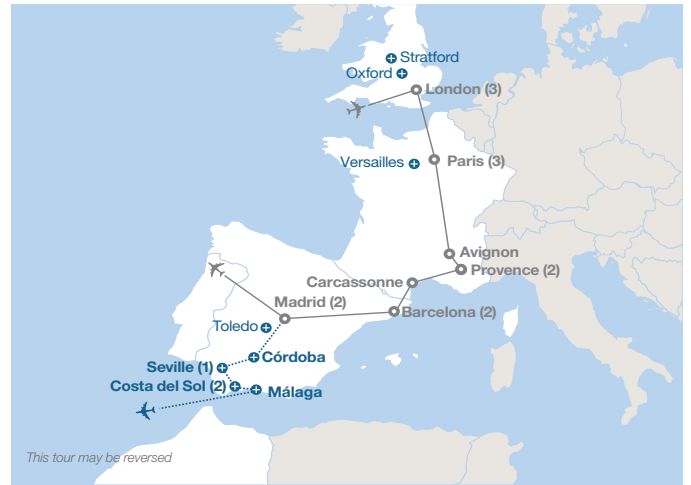 Stratford
Oxford
London (3)
Versailles
Paris (3)
Avignon
Provence (2)
Carcassonne
Madrid (2)
Barcelona (2)
Toledo
Córdoba
Seville (1)
Costa del Sol (2)
Málaga
This tour may be reversed